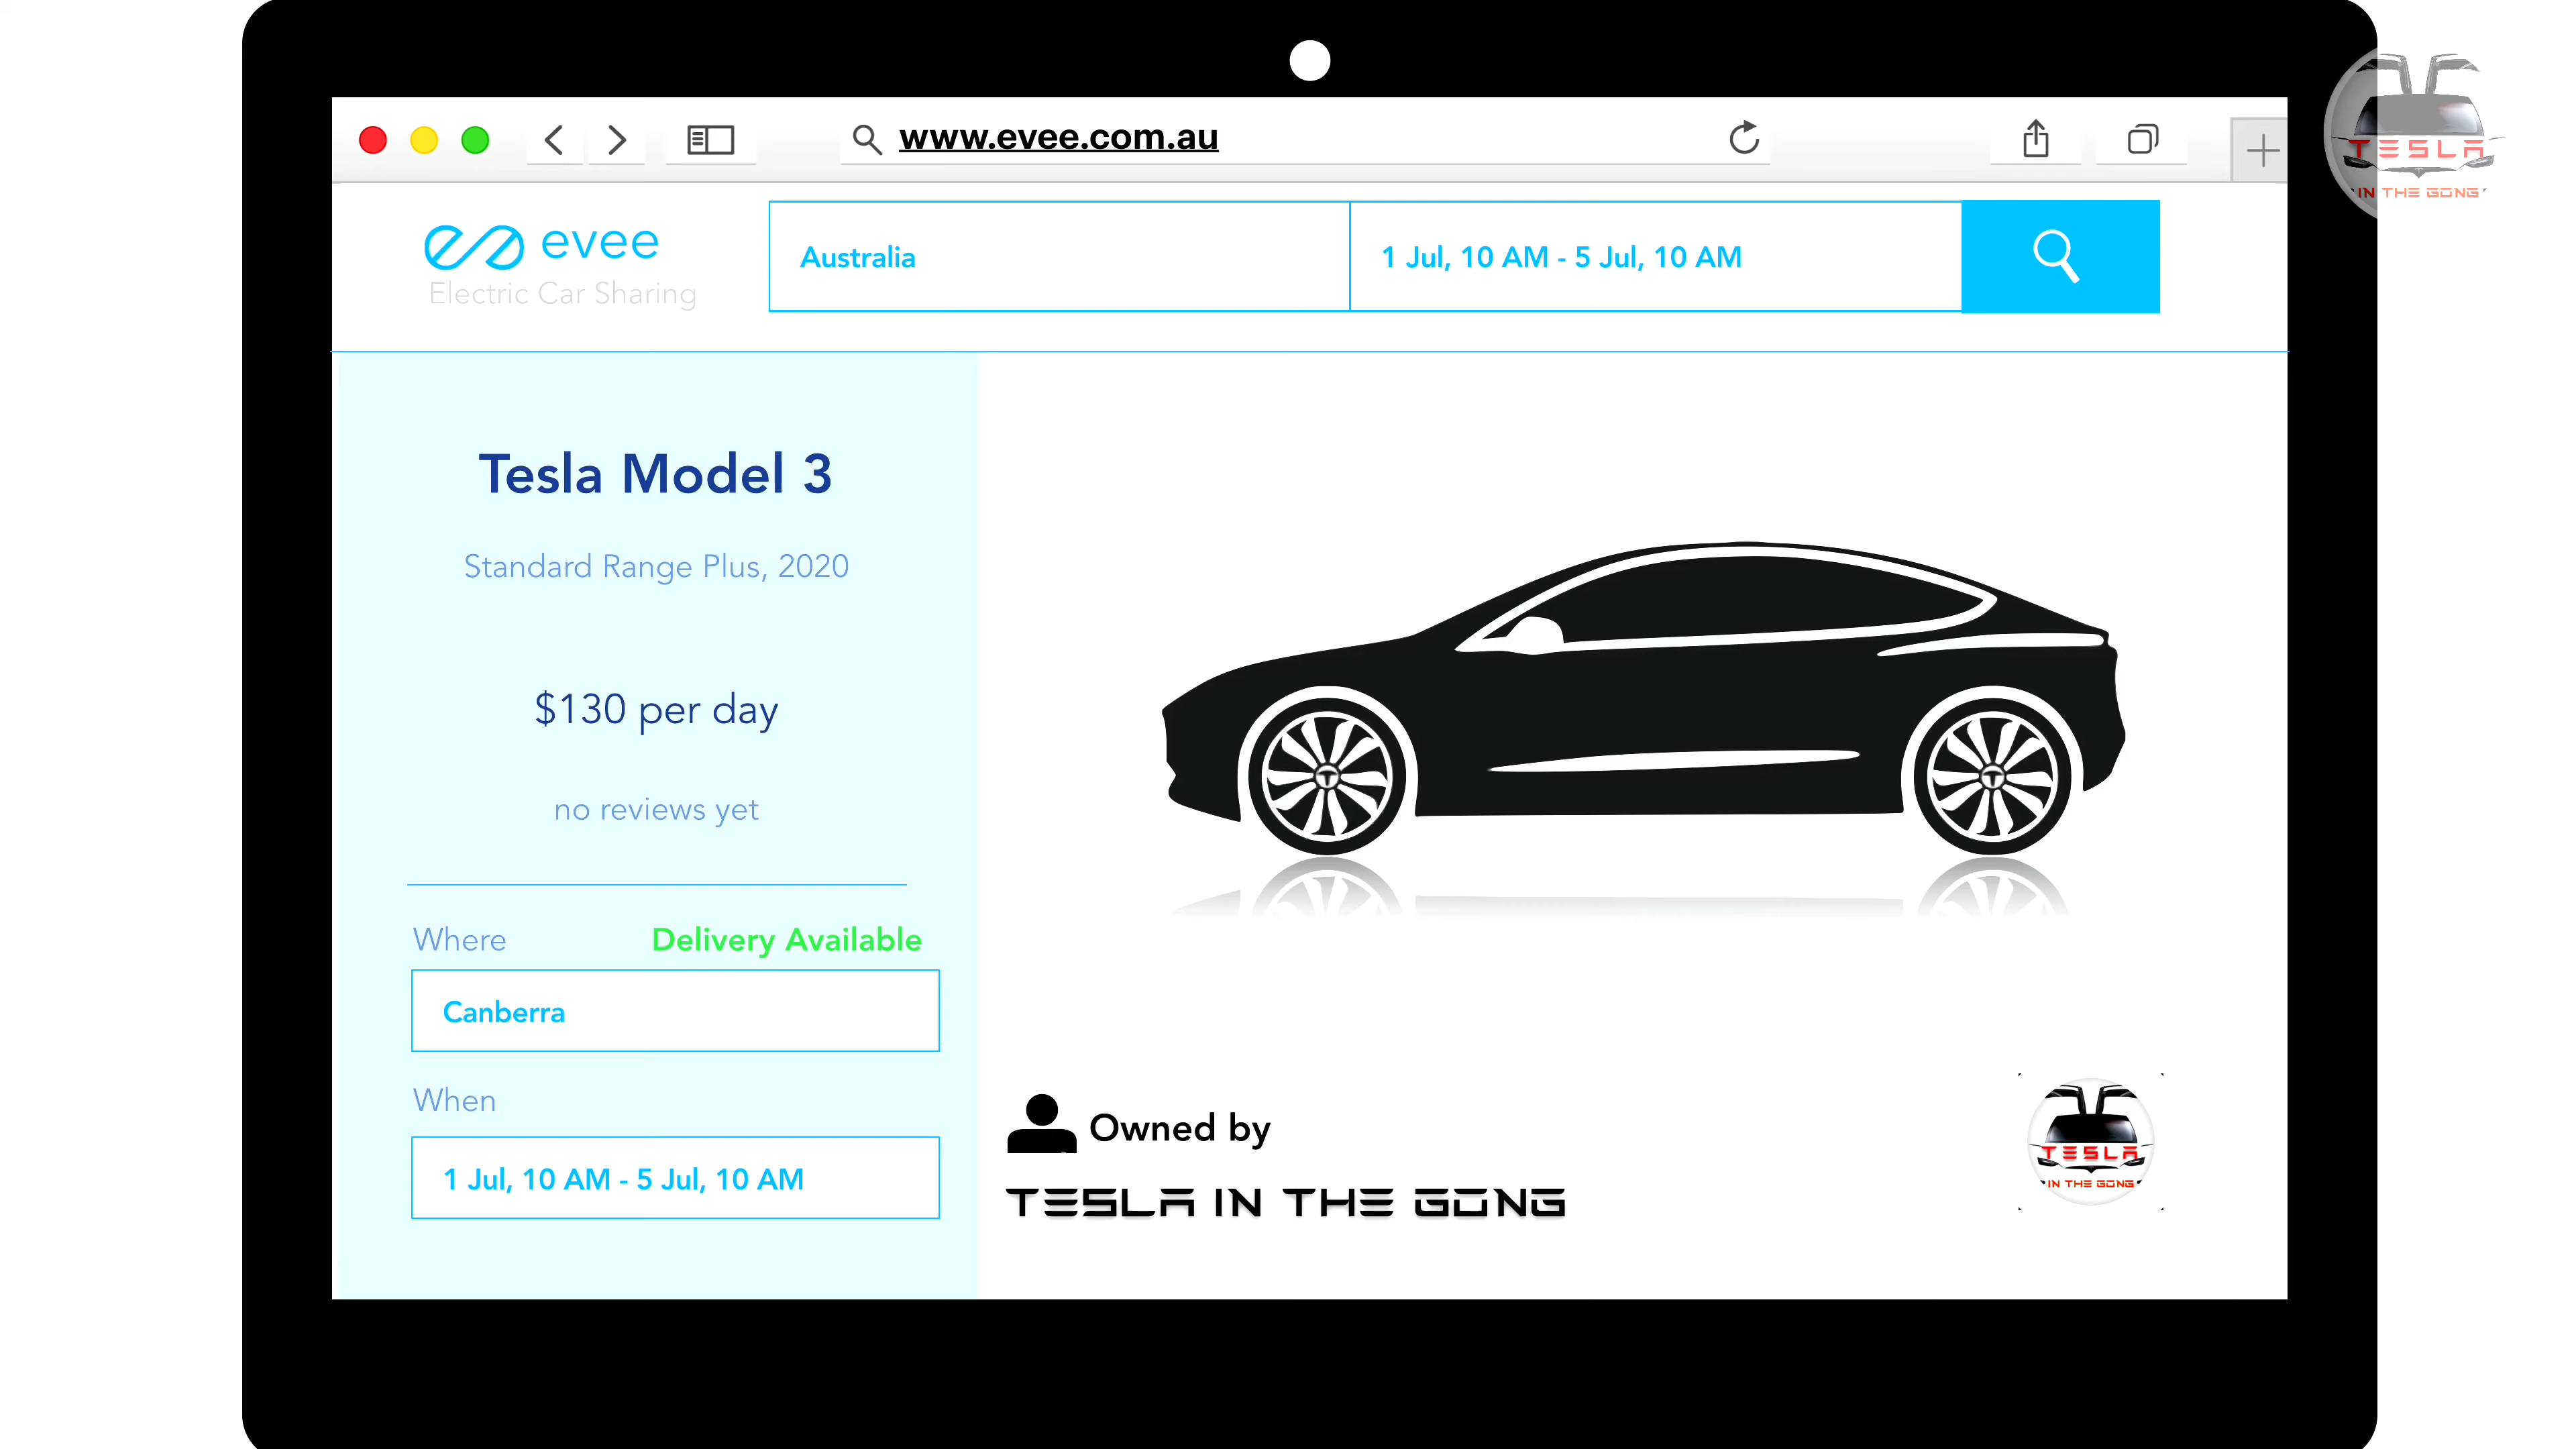 www.evee.com.au
evee
Electric Car Sharing
Australia
1 Jul, 10 AM - 5 Jul, 10 AM
TESLA
IN THE GONG
Tesla Model 3
Standard Range Plus, 2020
$130 per day
no reviews yet
Where
Delivery Available
Canberra
When
1 Jul, 10 AM - 5 Jul, 10 AM
Owned by
TESLA IN THE GONG
TESLA
IN THE GONG